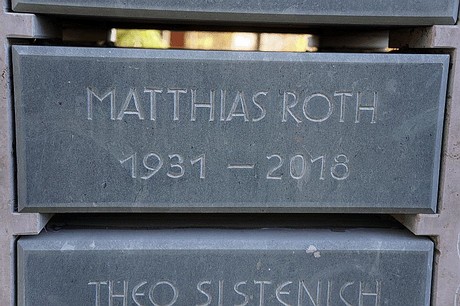 MATTHIAS ROTH
1931 – 2018
THEO SISTENICH